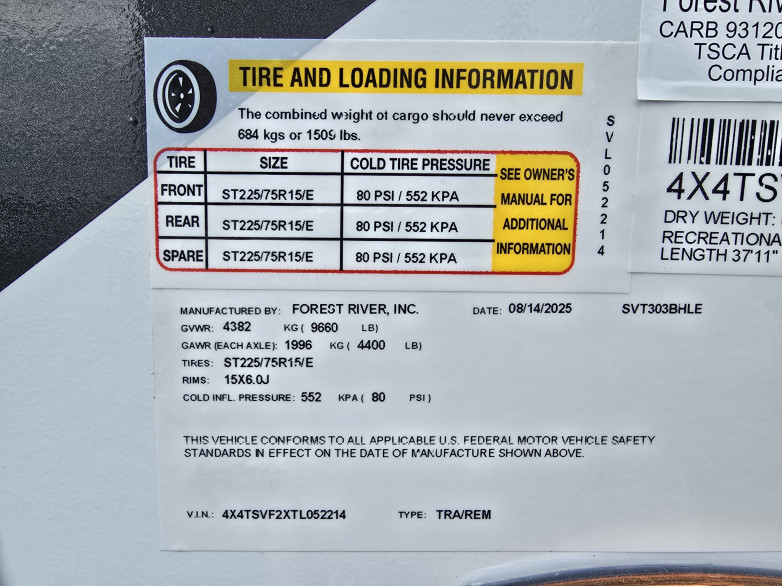 TIRE AND LOADING INFORMATION
The combined weight of cargo should never exceed
684 kgs or 1509 lbs.
TIRE SIZE COLD TIRE PRESSURE
FRONT ST225/75R15/E 80 PSI / 552 KPA
REAR ST225/75R15/E 80 PSI / 552 KPA
SPARE ST225/75R15/E 80 PSI / 552 KPA
SEE OWNER'S
MANUAL FOR
ADDITIONAL
INFORMATION
SVL052214
Forest
CARB 9312
TSCA
4X4TS
DRY WEIGHT:
RECREATIONA
LENGTH 37'11"
MANUFACTURED BY: FOREST RIVER, INC. DATE: 08/14/2025 SVT303BHLE
GVWR: 4382 KG ( 9660 LB)
GAWR (EACH AXLE): 1996 KG ( 4400 LB)
TIRES: ST225/75R15/E
RIMS: 15X6.0J
COLD INFL. PRESSURE: 552 KPA ( 80 PSI )
THIS VEHICLE CONFORMS TO ALL APPLICABLE U.S. FEDERAL MOTOR VEHICLE SAFETY
STANDARDS IN EFFECT ON THE DATE OF MANUFACTURE SHOWN ABOVE.
V.I.N.: 4X4TSVF2XTL052214 TYPE: TRA/REM